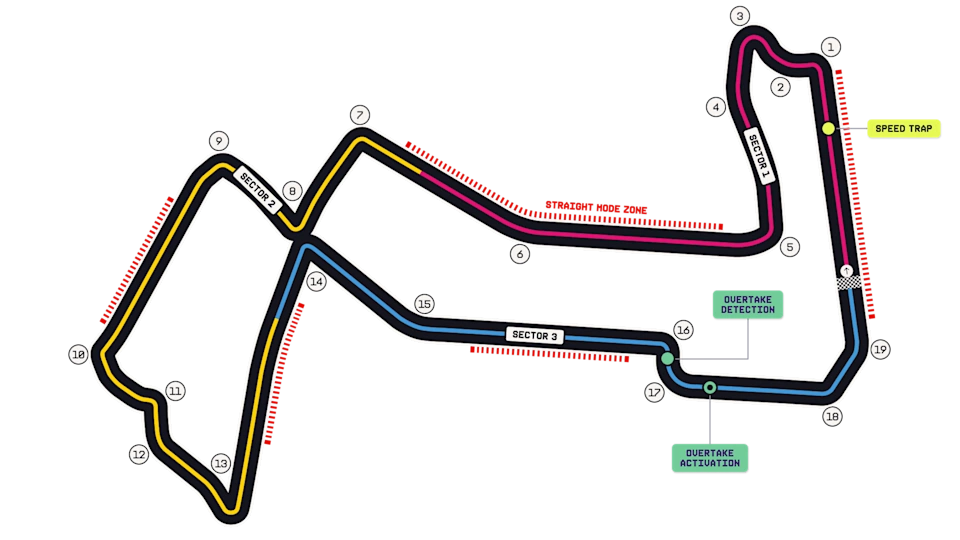 3
1
2
4
SPEED TRAP
7
9
SECTOR 1
SECTOR 2
8
STRAIGHT MODE ZONE
5
6
14
OVERTAKE
DETECTION
15
16
SECTOR 3
19
10
11
17
18
12
13
OVERTAKE
ACTIVATION